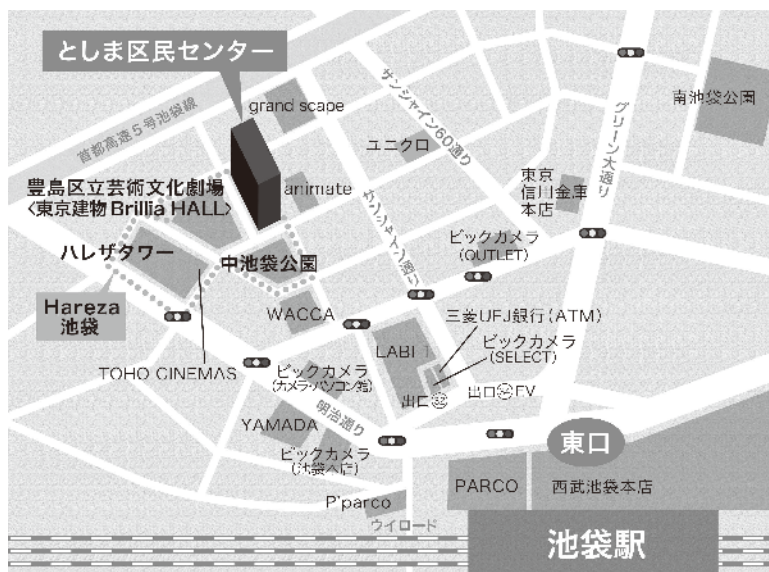 としま区民センター
grand scape
首都高速5号池袋線
サンシャイン60通り
グリーン大通り
南池袋公園
ユニクロ
豊島区立芸術文化劇場
〈東京建物 Brillia HALL〉
animate
サンシャイン通り
東京
信用金庫
本店
ハレザタワー
中池袋公園
ビックカメラ
(OUTLET)
Hareza
池袋
WACCA
三菱UFJ銀行(ATM)
ビックカメラ
(SELECT)
LABI 1
TOHO CINEMAS
ビックカメラ
(カメラ・パソコン館)
明治通り
出口
出口 EV
YAMADA
ビックカメラ
(池袋本店)
東口
P'parco
PARCO
西武池袋本店
ウイロード
池袋駅